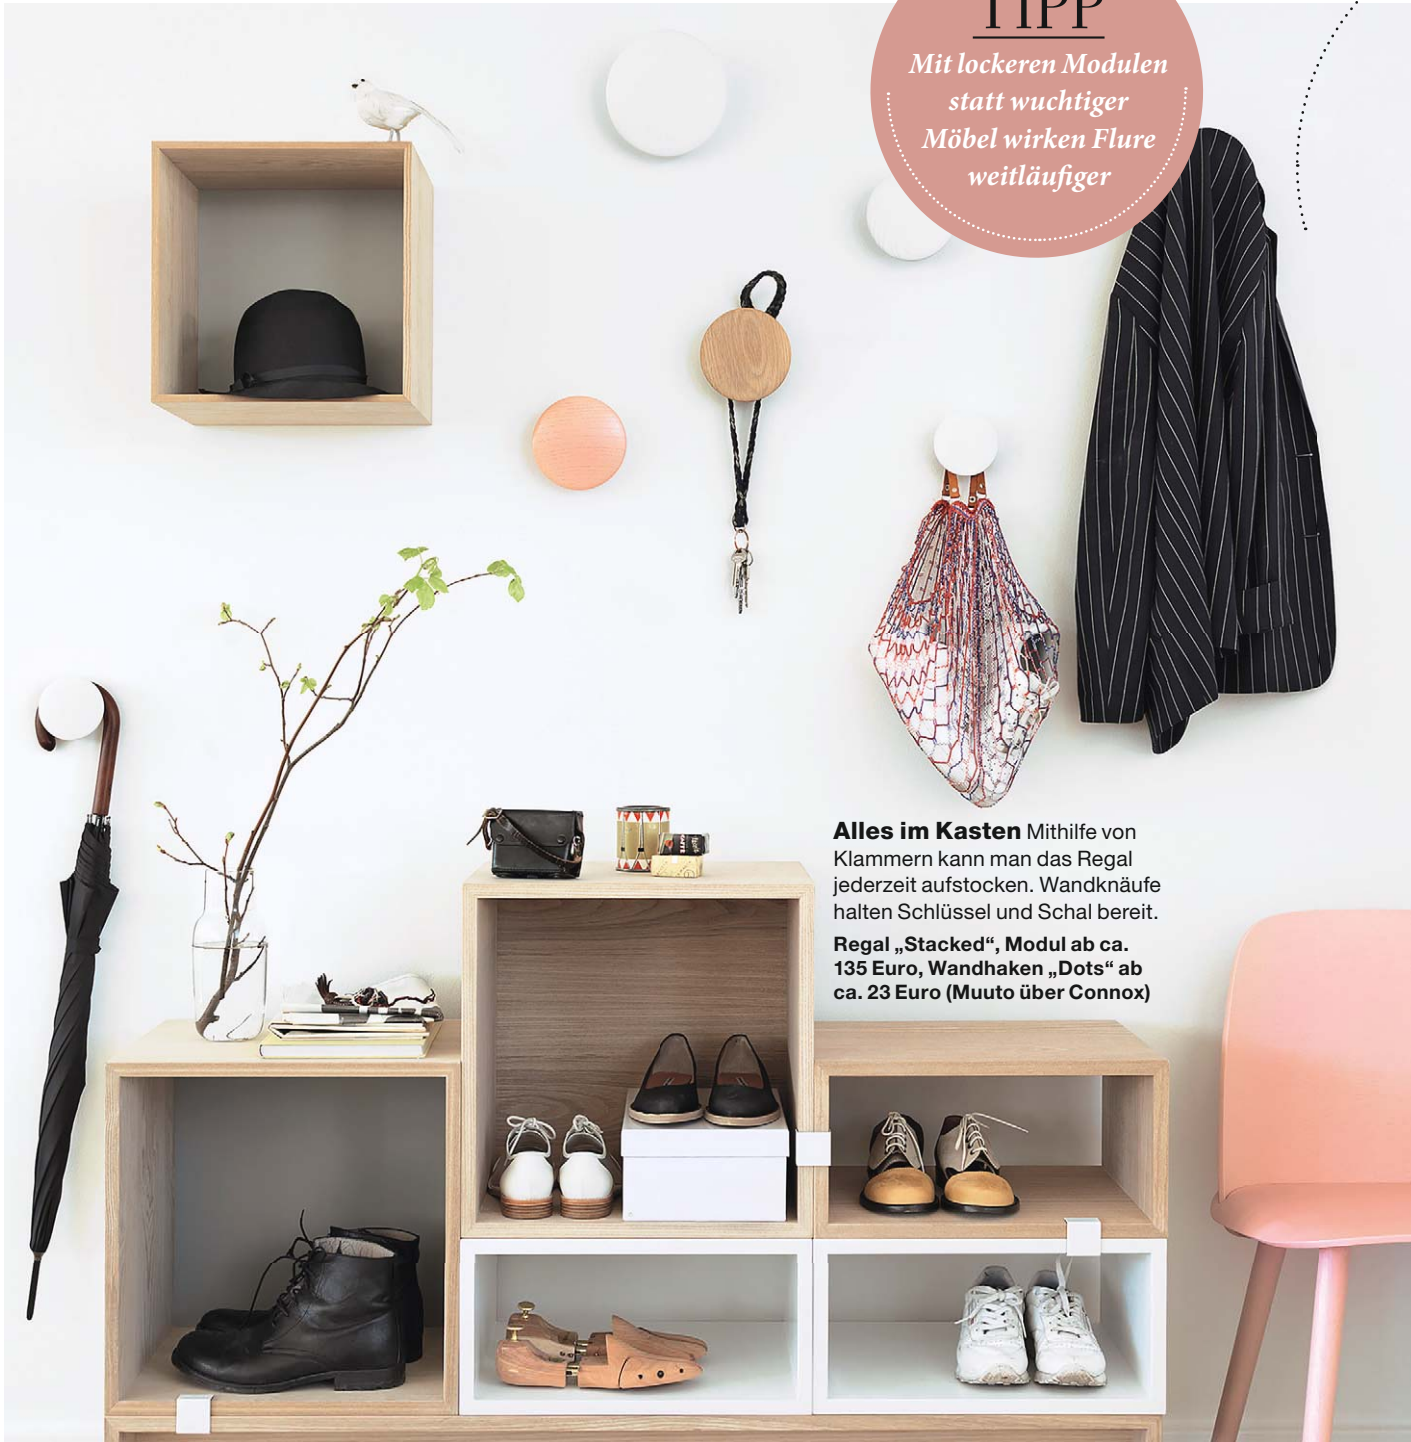 TIPP
Mit lockeren Modulen
statt wuchtiger
Möbel wirken Flure
weitläufiger
Alles im Kasten Mithilfe von
Klammern kann man das Regal
jederzeit aufstocken. Wandknäufe
halten Schlüssel und Schal bereit.
Regal „Stacked“, Modul ab ca.
135 Euro, Wandhaken „Dots“ ab
ca. 23 Euro (Muuto über Connox)